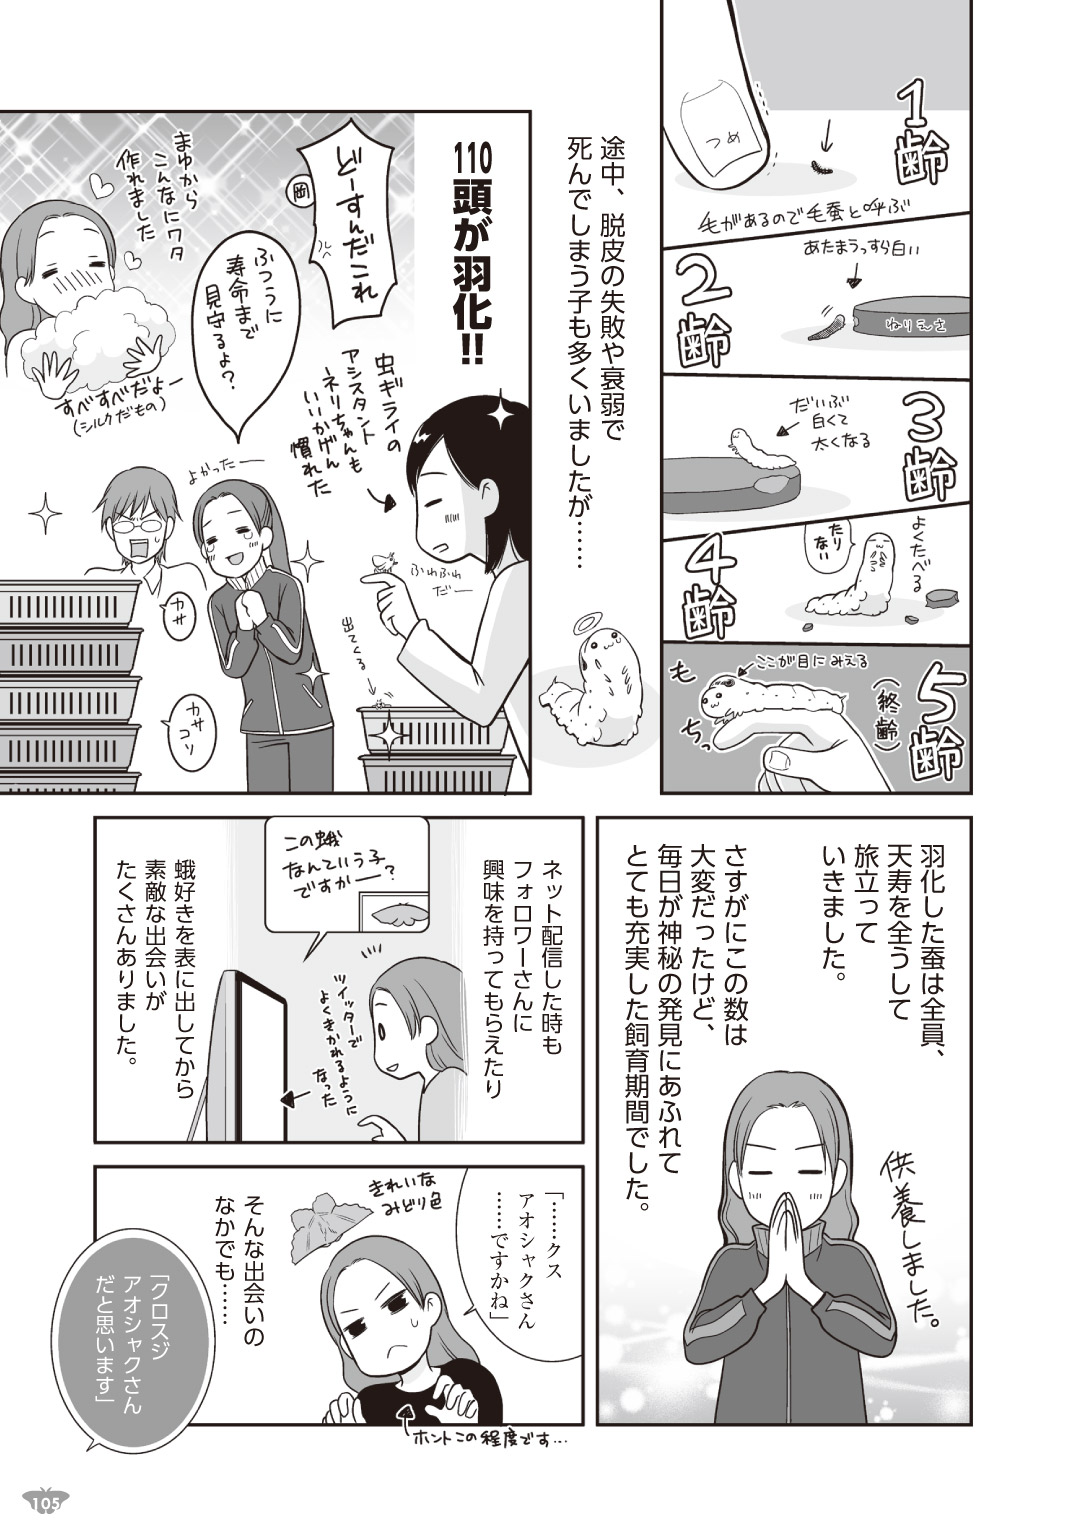 1齢
つめ
毛があるので毛蚕と呼ぶ
2齢
あたまうっすら白い
ねりえさ
3齢
だいぶ
白くて
太くなる
4齢
よくたべる
たり
ない
5齢
(終齢)
ここが目にみえる
も
ちっ
途中、脱皮の失敗や衰弱で
死んでしまう子も多くいましたが……
110頭が羽化!!
どーすんだこれ
岡
ふつうに
寿命まで
見守るよ?
まゆから
こんなにワタ
作れました
すべすべだよー
(シルクだもの)
虫ギライの
アシスタント
ーネリちゃんも
いいかげん
慣れた
よかったー
ふわふわ
だー
出てくる
カサ
カサ
コソ
羽化した蚕は全員、
天寿を全うして
旅立って
いきました。
さすがにこの数は
大変だったけど、
毎日が神秘の発見にあふれて
とても充実した飼育期間でした。
供養しました。
ネット配信した時も
フォロワーさんに
興味を持ってもらえたり
この蛾
なんていう子
ですかー?
ツイッターで
よくきかれるように
なった
蛾好きを表に出してから
素敵な出会いが
たくさんありました。
「……クス
アオシャクさん
……ですかね」
きれいな
みどり色
そんな出会いの
なかでも……
ホントこの程度です…
「クロスジ
アオシャクさん
だと思います」
105